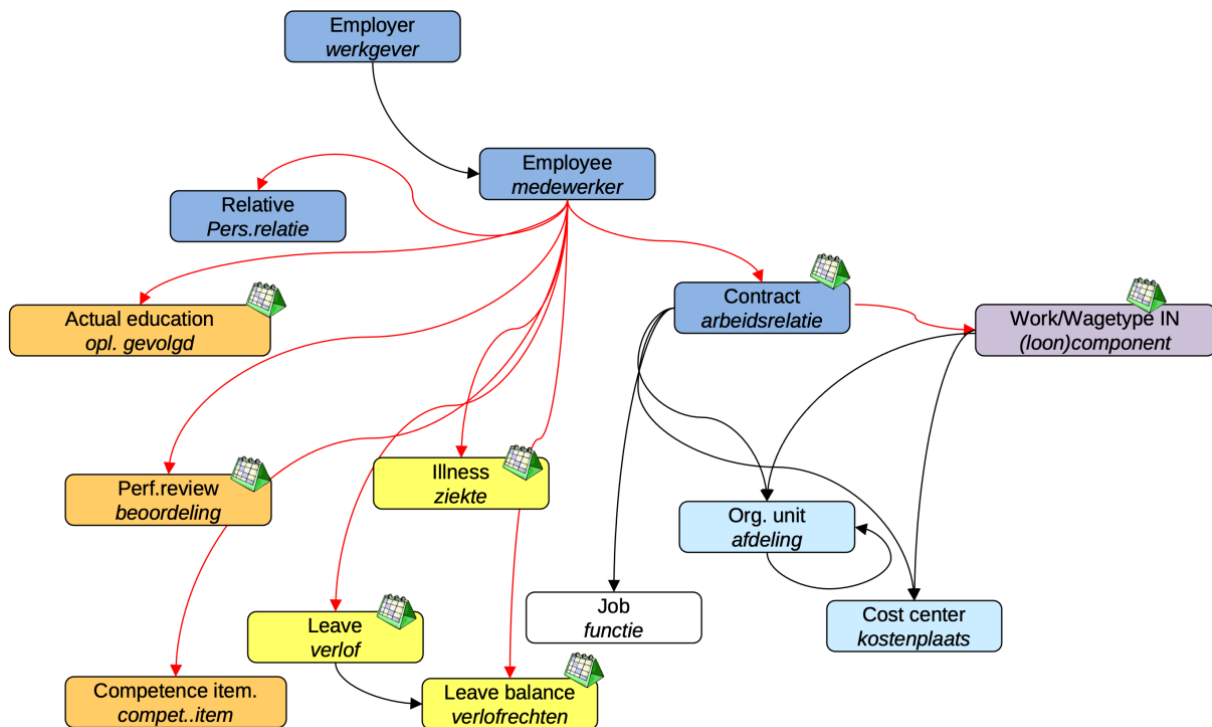 Employer
werkgever
Employee
medewerker
Relative
Pers.relatie
Contract
arbeidsrelatie
Actual education
opl. gevolgd
Work/Wagetype IN
(loon)component
Perf.review
beoordeling
Illness
ziekte
Org. unit
afdeling
Job
functie
Cost center
kostenplaats
Leave
verlof
Competence item.
compet..item
Leave balance
verlofrechten